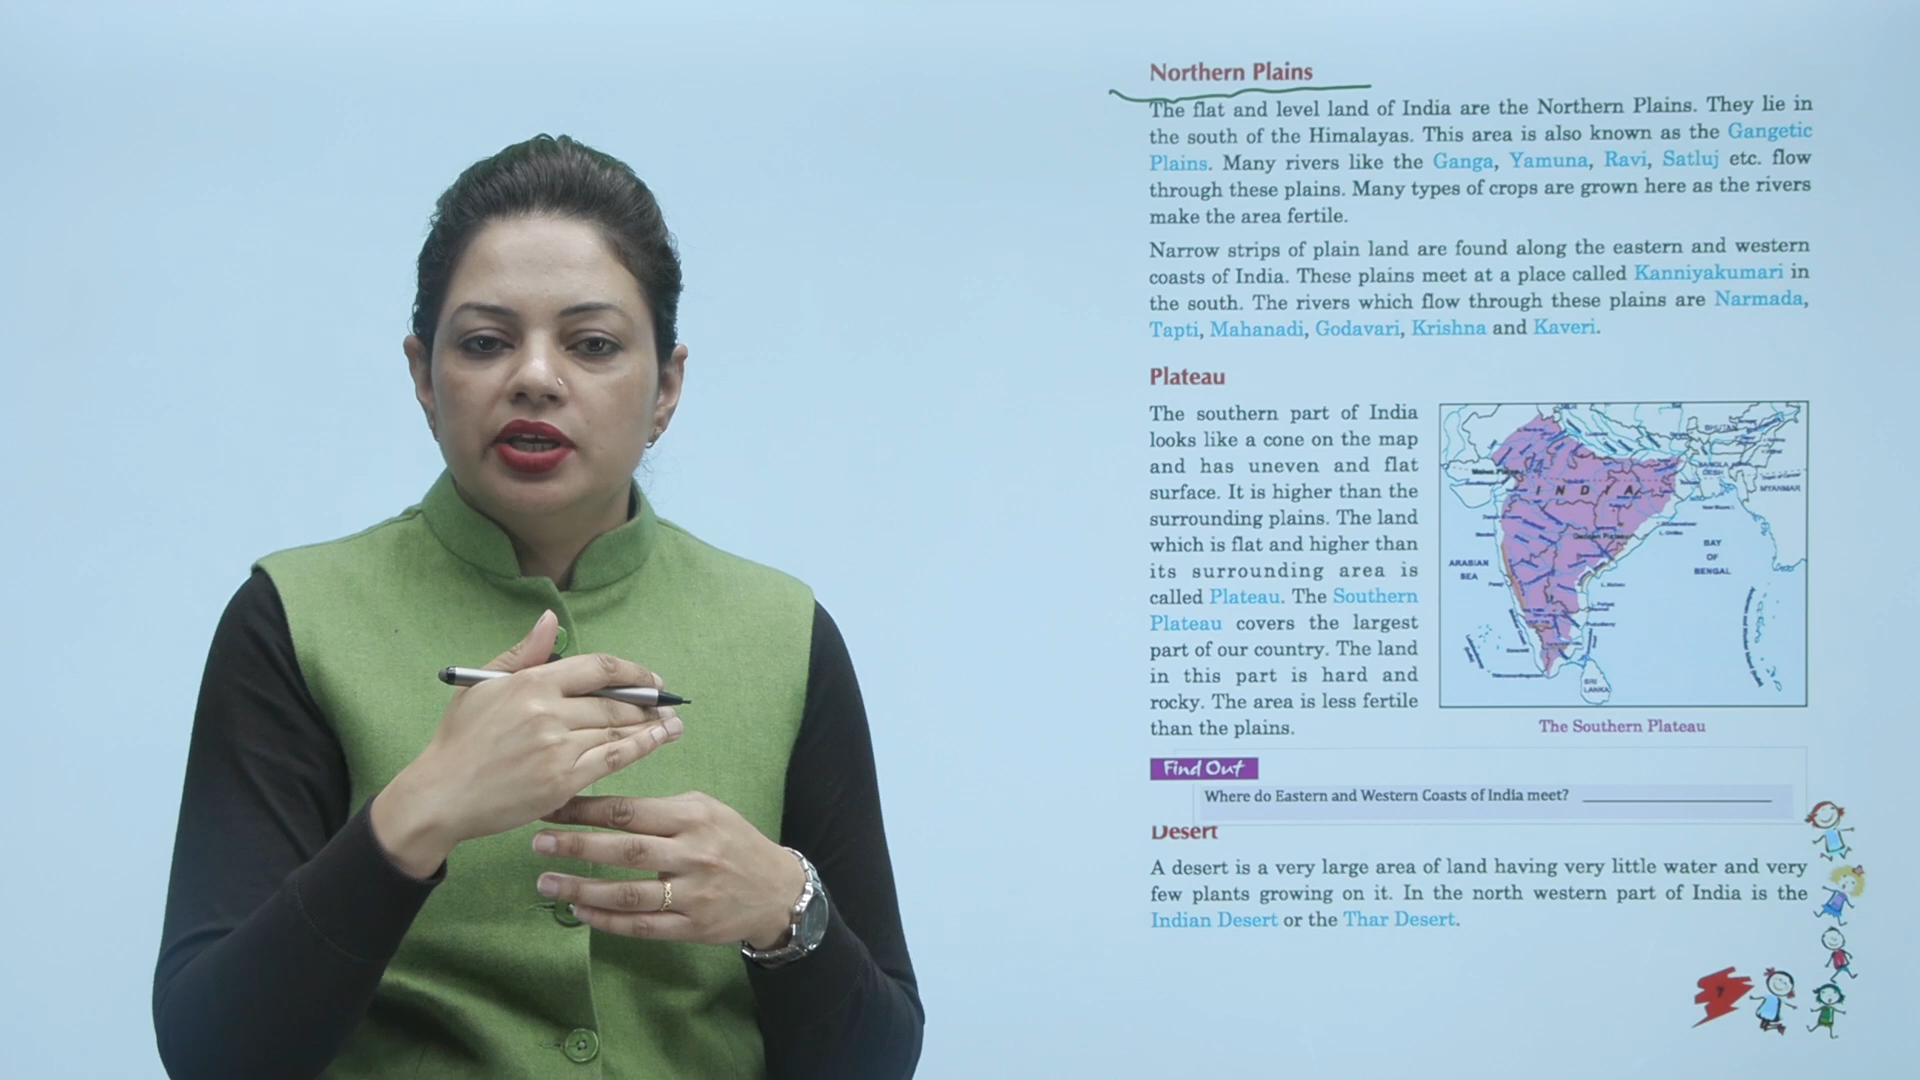 Northern Plains
The flat and level land of India are the Northern Plains. They lie in
the south of the Himalayas. This area is also known as the Gangetic
Plains. Many rivers like the Ganga, Yamuna, Ravi, Satluj etc. flow
through these plains. Many types of crops are grown here as the rivers
make the area fertile.
Narrow strips of plain land are found along the eastern and western
coasts of India. These plains meet at a place called Kanniyakumari in
the south. The rivers which flow through these plains are Narmada,
Tapti, Mahanadi, Godavari, Krishna and Kaveri.
Plateau
The southern part of India
looks like a cone on the map
and has uneven and flat
surface. It is higher than the
surrounding plains. The land
which is flat and higher than
its surrounding area is
called Plateau. The Southern
Plateau covers the largest
part of our country. The land
in this part is hard and
rocky. The area is less fertile
than the plains.
BHUTAN
BANGLA
DESH
MYANMAR
INDIA
Deccan Plateau
ARABIAN
SEA
BAY
OF
BENGAL
SRI
LANKA
The Southern Plateau
Find Out
Where do Eastern and Western Coasts of India meet?
Desert
A desert is a very large area of land having very little water and very
few plants growing on it. In the north western part of India is the
Indian Desert or the Thar Desert.
7